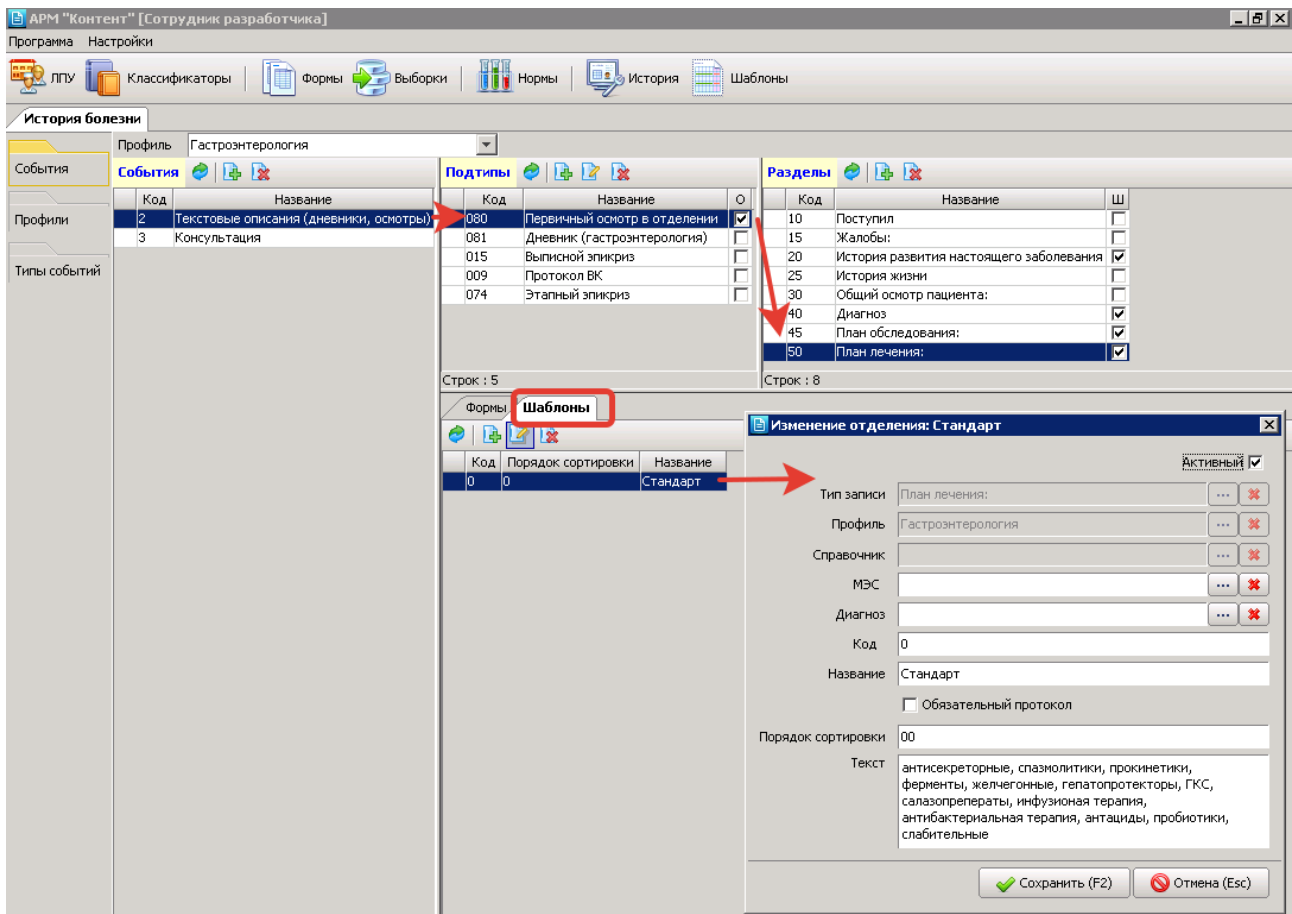 АРМ "Контент" [Сотрудник разработчика]
Программа Настройки
ЛПУ Классификаторы Формы Выборки Нормы История Шаблоны
История болезни
Профиль Гастроэнтерология
События
Профили
Типы событий
События
Код Название
2 Текстовые описания (дневники, осмотры)
3 Консультация
Подтипы
Код Название О
080 Первичный осмотр в отделении
081 Дневник (гастроэнтерология)
015 Выписной эпикриз
009 Протокол ВК
074 Этапный эпикриз
Строк : 5
Разделы
Код Название Ш
10 Поступил
15 Жалобы:
20 История развития настоящего заболевания
25 История жизни
30 Общий осмотр пациента:
40 Диагноз
45 План обследования:
50 План лечения:
Строк : 8
Формы Шаблоны
Код Порядок сортировки Название
0 0 Стандарт
Изменение отделения: Стандарт
Активный
Тип записи План лечения: ...
Профиль Гастроэнтерология ...
Справочник ...
МЭС ...
Диагноз ...
Код 0
Название Стандарт
Обязательный протокол
Порядок сортировки 00
Текст
антисекреторные, спазмолитики, прокинетики,
ферменты, желчегонные, гепатопротекторы, ГКС,
салазопреператы, инфузионая терапия,
антибактериальная терапия, антациды, пробиотики,
слабительные
Сохранить (F2) Отмена (Esc)